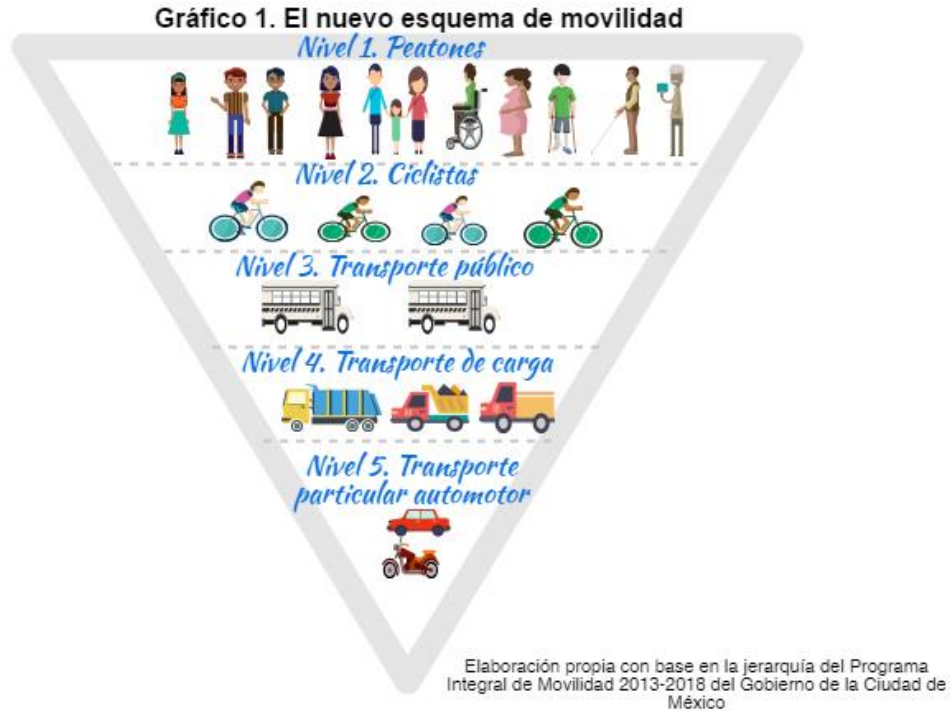 Gráfico 1. El nuevo esquema de movilidad
Nivel 1. Peatones
Nivel 2. Ciclistas
Nivel 3. Transporte público
Nivel 4. Transporte de carga
Nivel 5. Transporte
particular automotor
Elaboración propia con base en la jerarquía del Programa
Integral de Movilidad 2013-2018 del Gobierno de la Ciudad de
México